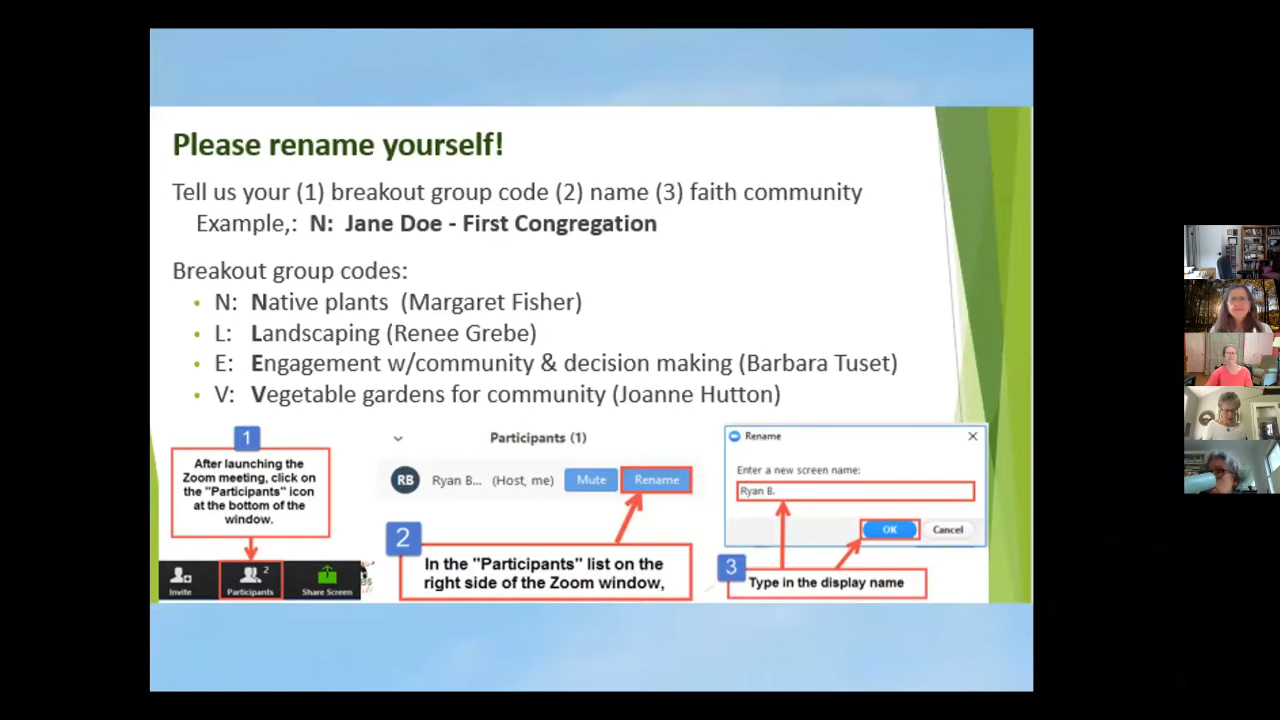 Please rename yourself!
Tell us your (1) breakout group code (2) name (3) faith community
Example,: N: Jane Doe - First Congregation
Breakout group codes:
• N: Native plants (Margaret Fisher)
• L: Landscaping (Renee Grebe)
• E: Engagement w/community & decision making (Barbara Tuset)
• V: Vegetable gardens for community (Joanne Hutton)
1
After launching the
Zoom meeting, click on
the "Participants" icon
at the bottom of the
window.
2
Invite
Participants
Share Screen
Participants (1)
RB Ryan B... (Host, me) Mute Rename
2
In the "Participants" list on the
right side of the Zoom window,
Rename
Enter a new screen name:
Ryan B.
OK Cancel
3
Type in the display name